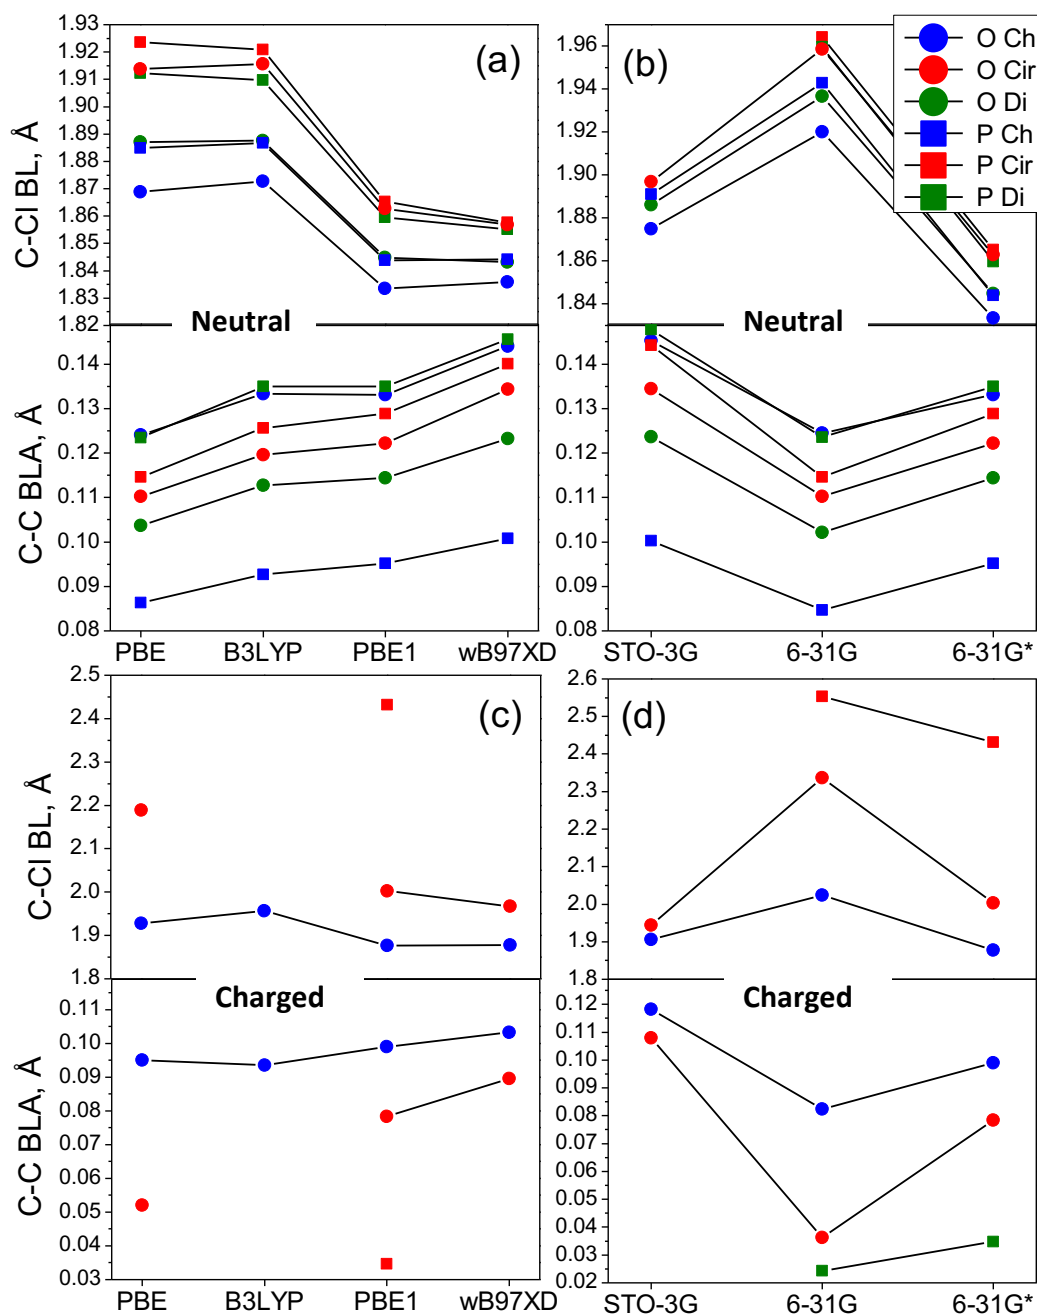 1.93
1.92
1.91
1.90
1.89
1.88
1.87
1.86
1.85
1.84
1.83
1.82
C-Cl BL, Å
(a)
Neutral
0.14
0.13
0.12
0.11
0.10
0.09
0.08
C-C BLA, Å
PBE
B3LYP
PBE1
wB97XD
1.96
1.94
1.92
1.90
1.88
1.86
1.84
(b)
O Ch
O Cir
O Di
P Ch
P Cir
P Di
Neutral
0.14
0.13
0.12
0.11
0.10
0.09
0.08
STO-3G
6-31G
6-31G*
2.5
2.4
2.3
2.2
2.1
2.0
1.9
1.8
C-Cl BL, Å
(c)
Charged
0.10
0.09
0.08
0.07
0.06
0.05
0.04
0.03
C-C BLA, Å
PBE
B3LYP
PBE1
wB97XD
2.6
2.5
2.4
2.3
2.2
2.1
2.0
1.9
1.8
(d)
Charged
0.12
0.11
0.10
0.09
0.08
0.07
0.06
0.05
0.04
0.03
0.02
STO-3G
6-31G
6-31G*